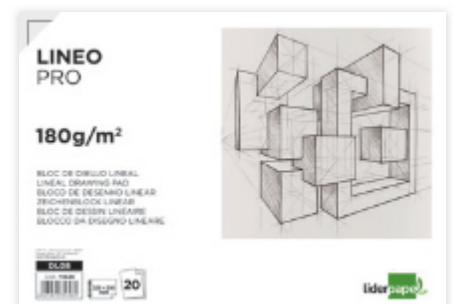 LINEO
PRO
180g/m²
BLOC DE DIBUJO LINEAL
LINEAL DRAWING PAD
BLOCO DE DESENHO LINEAR
ZEICHENBLOCK LINEAR
BLOC DE DESSIN LINÉAIRE
BLOCCO DA DISEGNO LINEARE
DL08
20
liderpapel